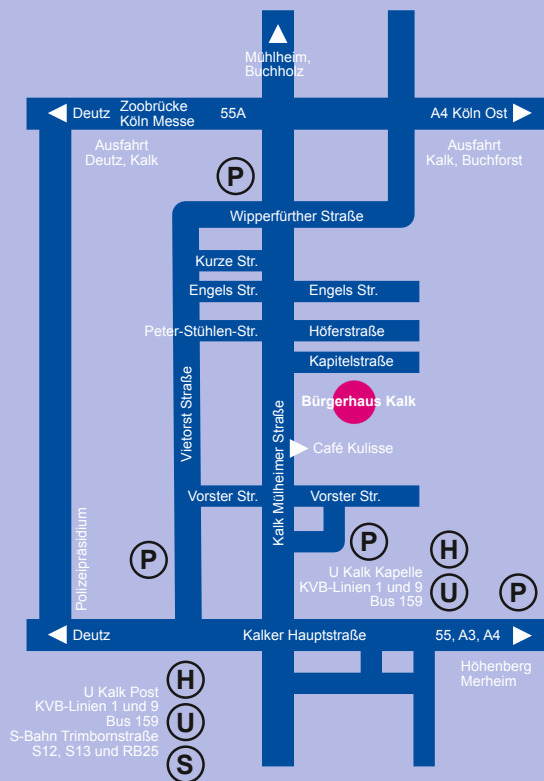 Mühlheim,
Buchholz
Deutz
Zoobrücke
Köln Messe
55A
A4 Köln Ost
Ausfahrt
Deutz, Kalk
Ausfahrt
Kalk, Buchforst
P
Wipperfürther Straße
Kurze Str.
Engels Str.
Engels Str.
Peter-Stühlen-Str.
Höferstraße
Kapitelstraße
Vietorst Straße
Bürgerhaus Kalk
Kalk Mülheimer Straße
Café Kulisse
Vorster Str.
Vorster Str.
Polizeipräsidium
P
P
H
U Kalk Kapelle
KVB-Linien 1 und 9
Bus 159
U
P
Deutz
Kalker Hauptstraße
55, A3, A4
Höhenberg
Merheim
H
U Kalk Post
KVB-Linien 1 und 9
Bus 159
U
S-Bahn Trimbornstraße
S12, S13 und RB25
S